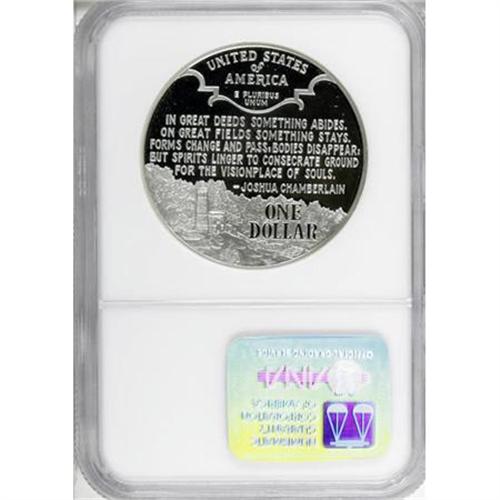 UNITED STATES
of
AMERICA
E PLURIBUS
UNUM
IN GREAT DEEDS SOMETHING ABIDES.
ON GREAT FIELDS SOMETHING STAYS.
FORMS CHANGE AND PASS; BODIES DISAPPEAR;
BUT SPIRITS LINGER TO CONSECRATE GROUND
FOR THE VISIONPLACE OF SOULS.
-JOSHUA CHAMBERLAIN
ONE
DOLLAR